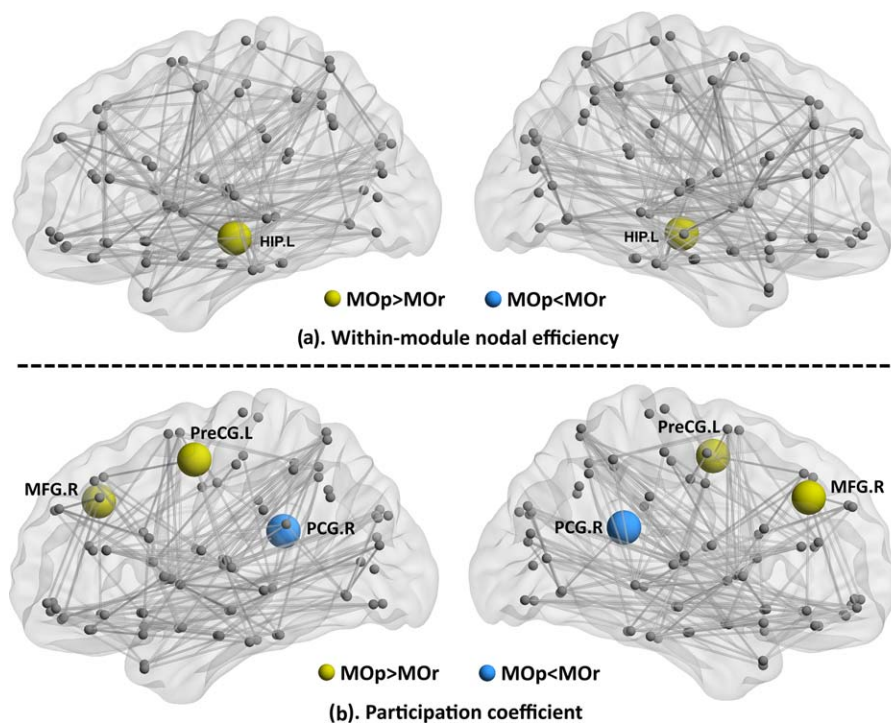 HIP.L HIP.L
MOp>MOr MOp<MOr
(a). Within-module nodal efficiency
PreCG.L PreCG.L
MFG.R MFG.R
PCG.R PCG.R
MOp>MOr MOp<MOr
(b). Participation coefficient